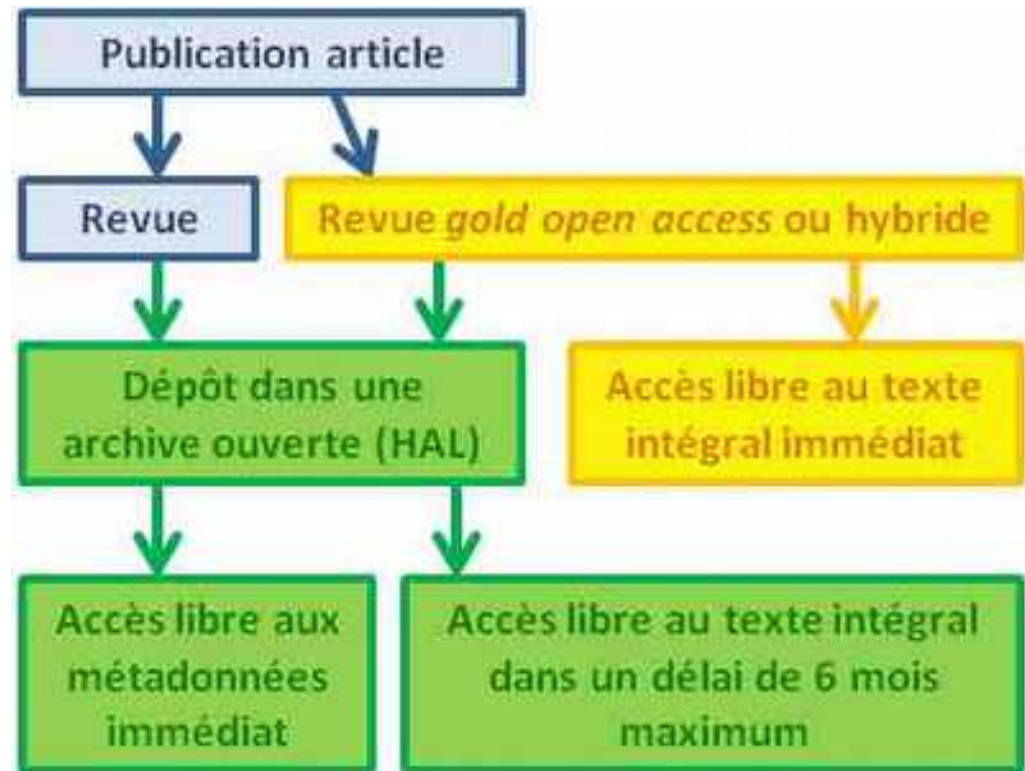 Publication article
Revue
Revue gold open access ou hybride
Dépôt dans une
archive ouverte (HAL)
Accès libre au texte
intégral immédiat
Accès libre aux
métadonnées
immédiat
Accès libre au texte intégral
dans un délai de 6 mois
maximum